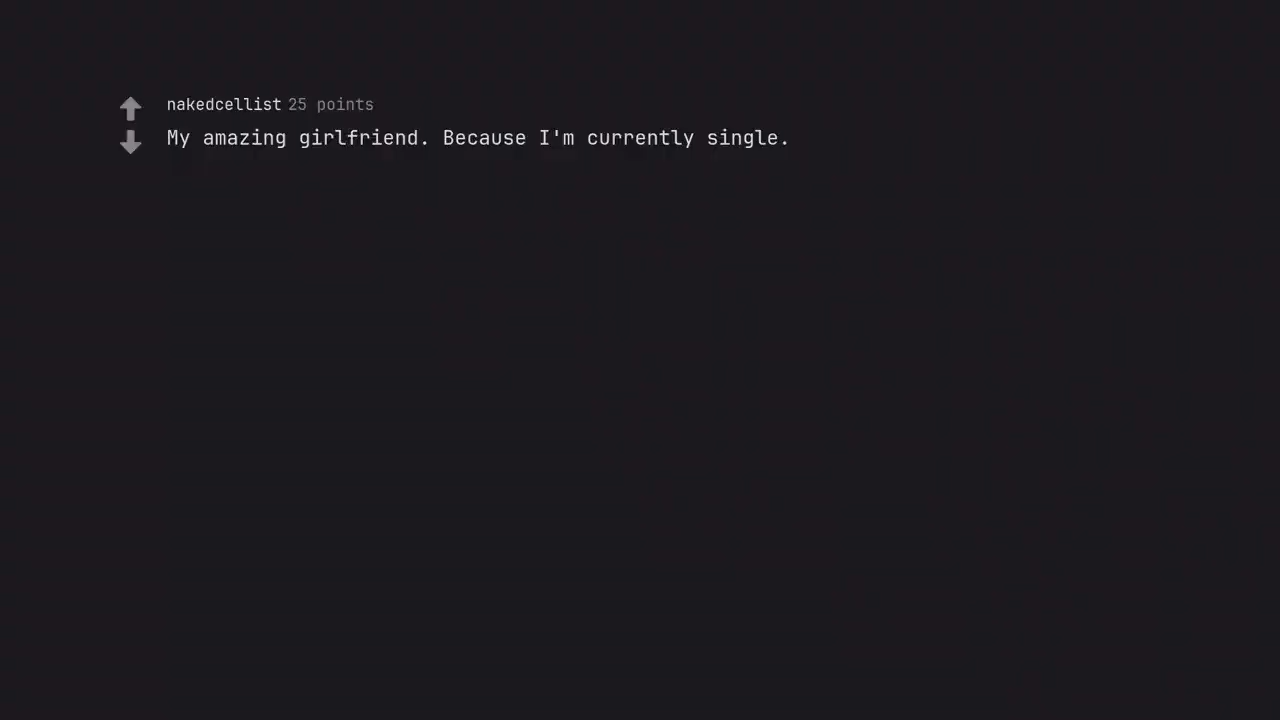 nakedcellist 25 points
My amazing girlfriend. Because I'm currently single.